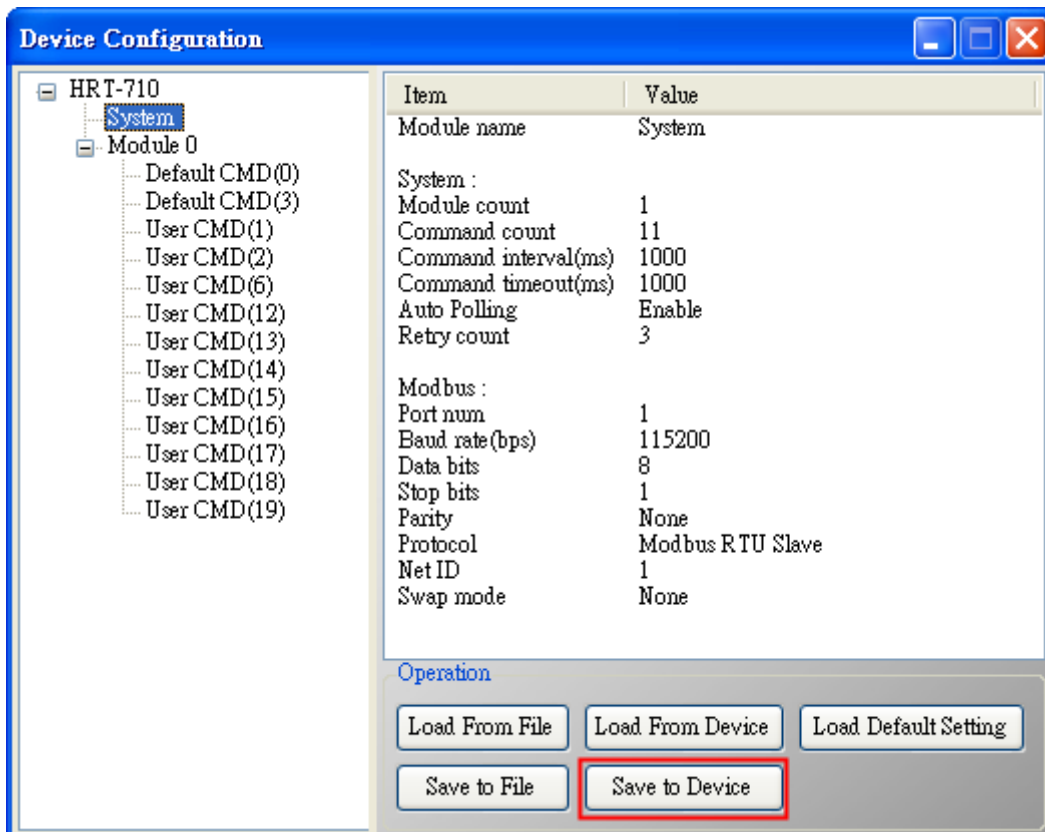 Device Configuration
HRT-710
System
Module 0
Default CMD(0)
Default CMD(3)
User CMD(1)
User CMD(2)
User CMD(6)
User CMD(12)
User CMD(13)
User CMD(14)
User CMD(15)
User CMD(16)
User CMD(17)
User CMD(18)
User CMD(19)
Item Value
Module name System
System :
Module count 1
Command count 11
Command interval(ms) 1000
Command timeout(ms) 1000
Auto Polling Enable
Retry count 3
Modbus :
Port num 1
Baud rate(bps) 115200
Data bits 8
Stop bits 1
Parity None
Protocol Modbus RTU Slave
Net ID 1
Swap mode None
Operation
Load From File Load From Device Load Default Setting
Save to File Save to Device